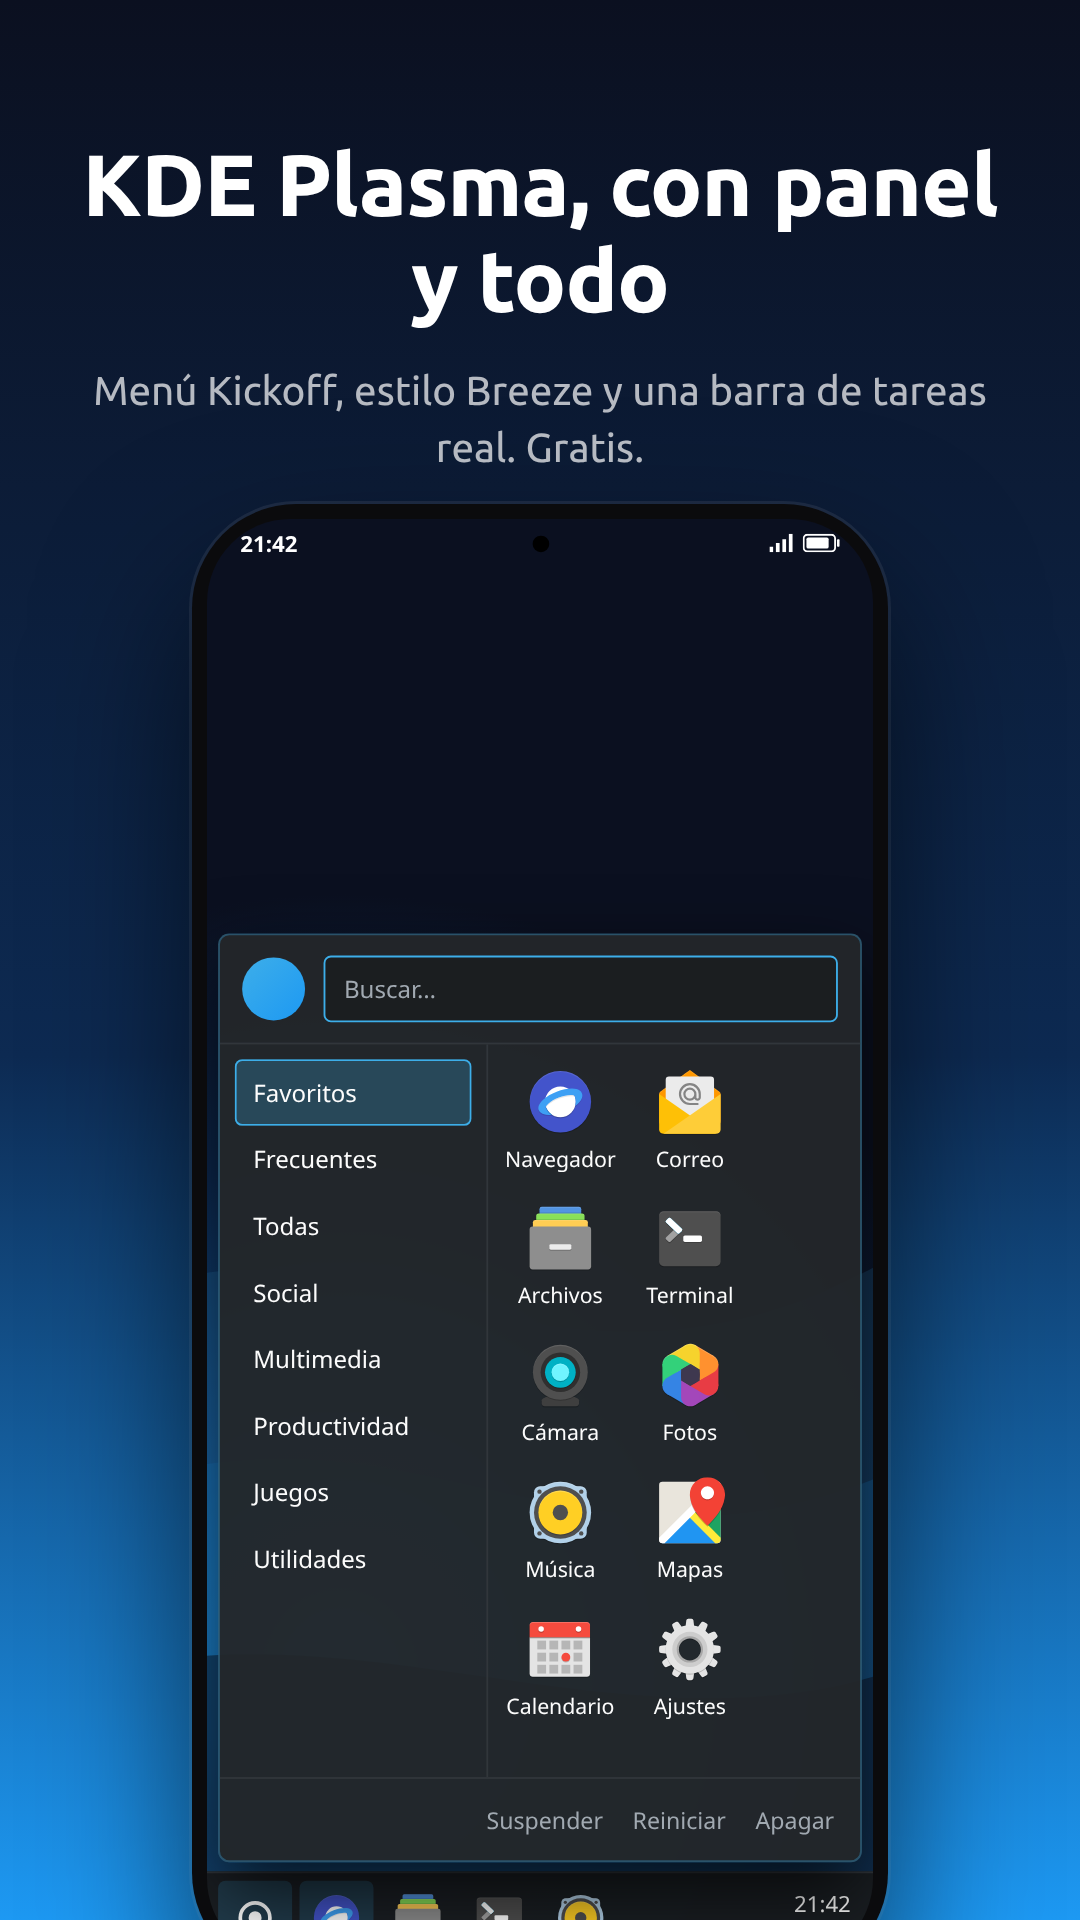 KDE Plasma, con panel
y todo
Menú Kickoff, estilo Breeze y una barra de tareas
real. Gratis.
21:42
Buscar...
Favoritos
Frecuentes
Todas
Social
Multimedia
Productividad
Juegos
Utilidades
Navegador
Correo
@
Archivos
Terminal
Cámara
Fotos
Música
Mapas
Calendario
Ajustes
Suspender
Reiniciar
Apagar
21:42